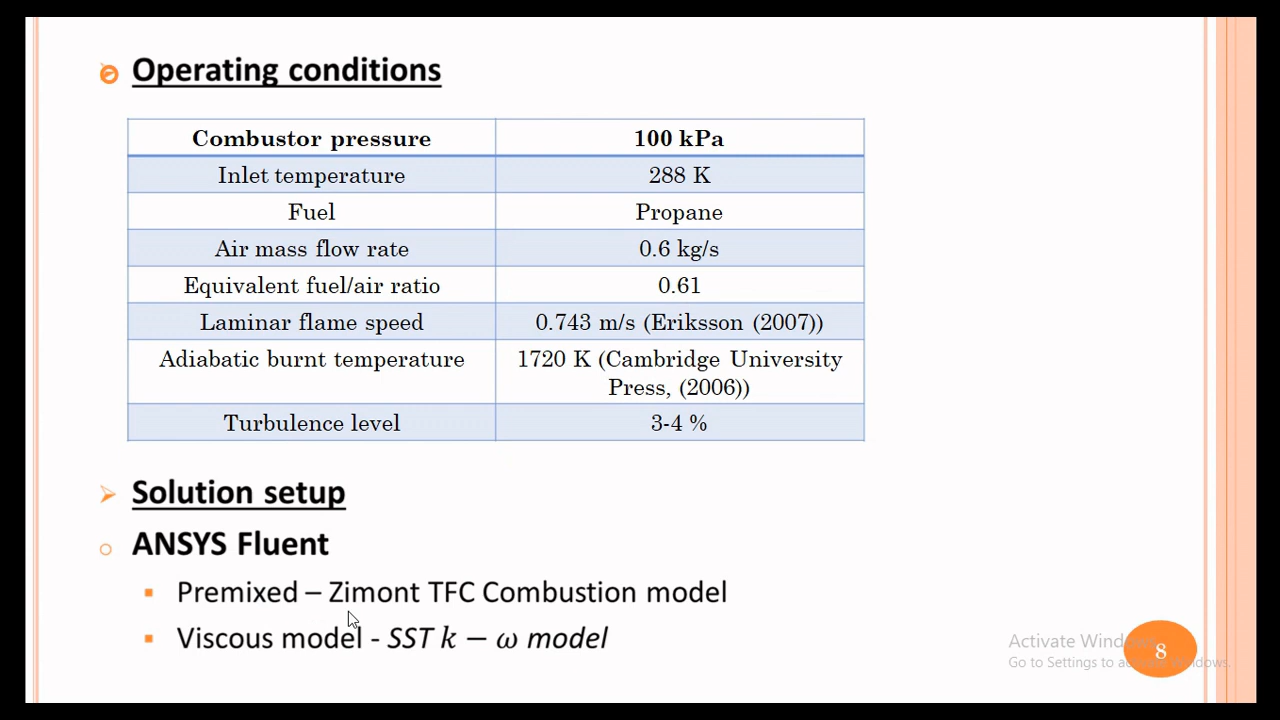 Operating conditions
Combustor pressure 100 kPa
Inlet temperature 288 K
Fuel Propane
Air mass flow rate 0.6 kg/s
Equivalent fuel/air ratio 0.61
Laminar flame speed 0.743 m/s (Eriksson (2007))
Adiabatic burnt temperature 1720 K (Cambridge University
Press, (2006))
Turbulence level 3-4 %
Solution setup
ANSYS Fluent
Premixed – Zimont TFC Combustion model
Viscous model - SST k − ω model
Activate Windows
Go to Settings to activate Windows.
8